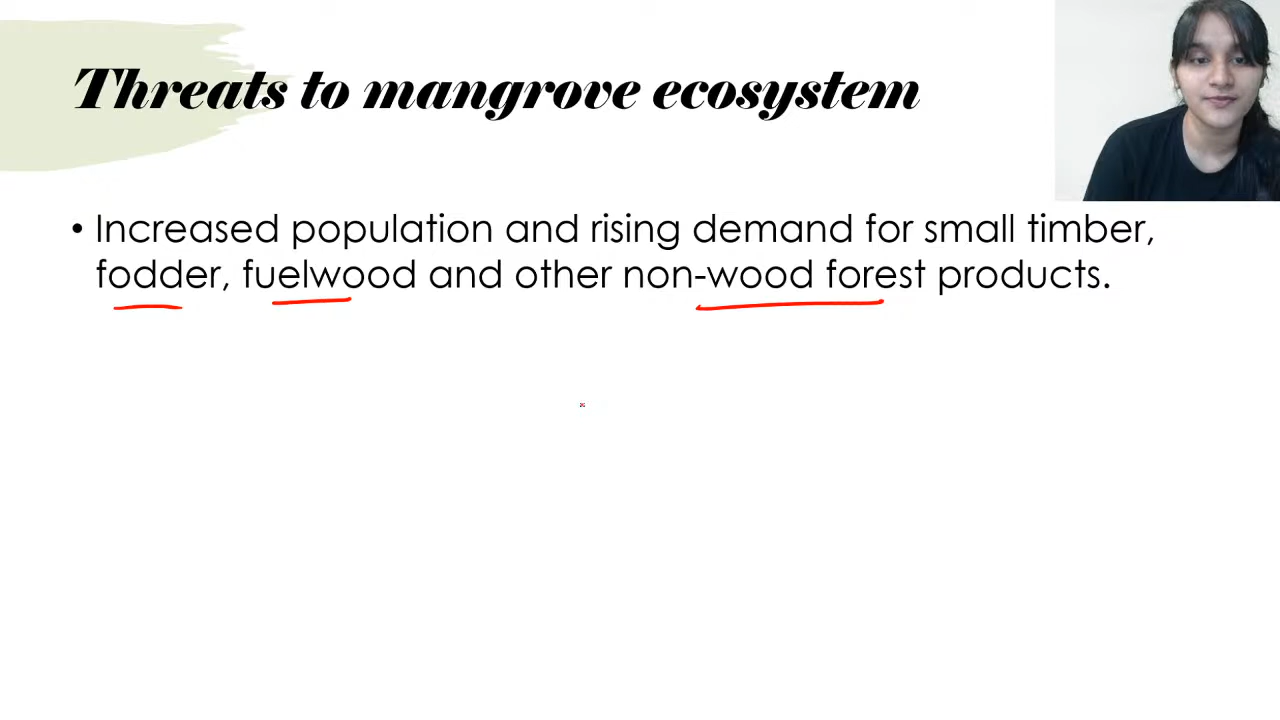 Threats to mangrove ecosystem
• Increased population and rising demand for small timber,
fodder, fuelwood and other non-wood forest products.